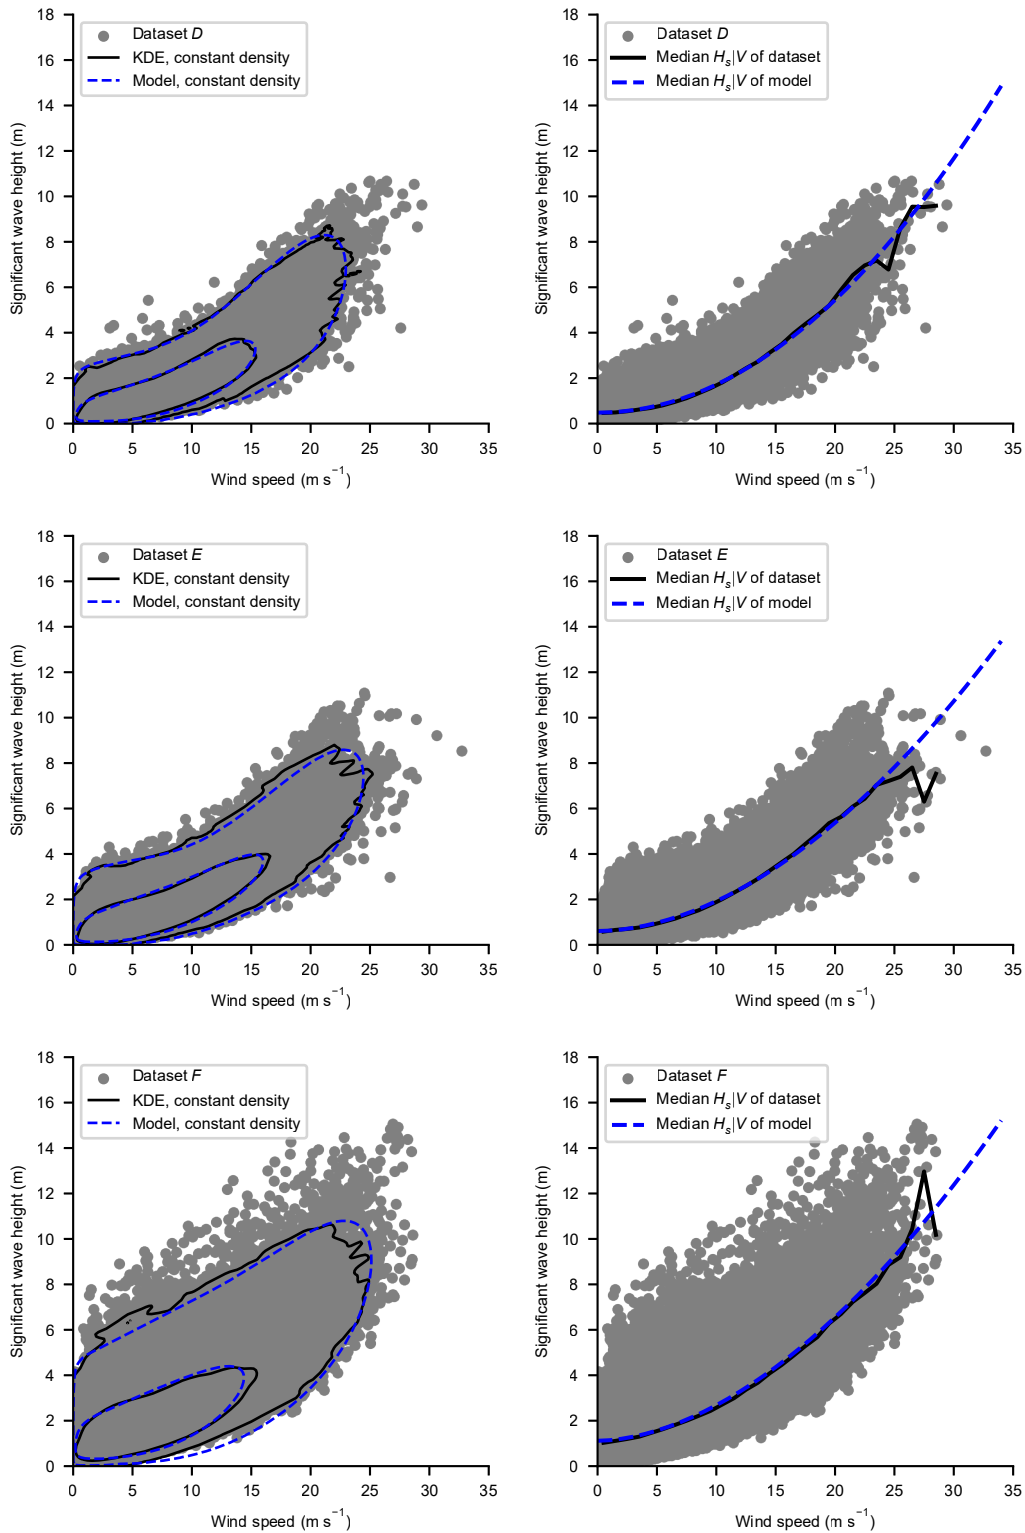 Dataset D
KDE, constant density
Model, constant density
18
16
14
12
10
8
6
4
2
0
Significant wave height (m)
0 5 10 15 20 25 30 35
Wind speed (m s⁻¹)
Dataset D
Median Hₛ|V of dataset
Median Hₛ|V of model
18
16
14
12
10
8
6
4
2
0
Significant wave height (m)
0 5 10 15 20 25 30 35
Wind speed (m s⁻¹)
Dataset E
KDE, constant density
Model, constant density
18
16
14
12
10
8
6
4
2
0
Significant wave height (m)
0 5 10 15 20 25 30 35
Wind speed (m s⁻¹)
Dataset E
Median Hₛ|V of dataset
Median Hₛ|V of model
18
16
14
12
10
8
6
4
2
0
Significant wave height (m)
0 5 10 15 20 25 30 35
Wind speed (m s⁻¹)
Dataset F
KDE, constant density
Model, constant density
18
16
14
12
10
8
6
4
2
0
Significant wave height (m)
0 5 10 15 20 25 30 35
Wind speed (m s⁻¹)
Dataset F
Median Hₛ|V of dataset
Median Hₛ|V of model
18
16
14
12
10
8
6
4
2
0
Significant wave height (m)
0 5 10 15 20 25 30 35
Wind speed (m s⁻¹)